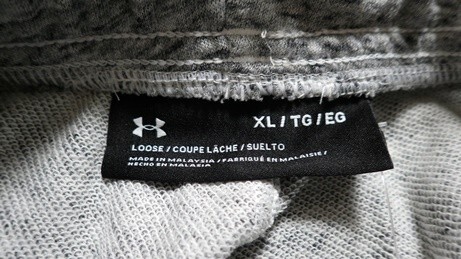 XL / TG / EG
LOOSE / COUPE LÂCHE / SUELTO
MADE IN MALAYSIA / FABRIQUÉ EN MALAISIE /
HECHO EN MALASIA